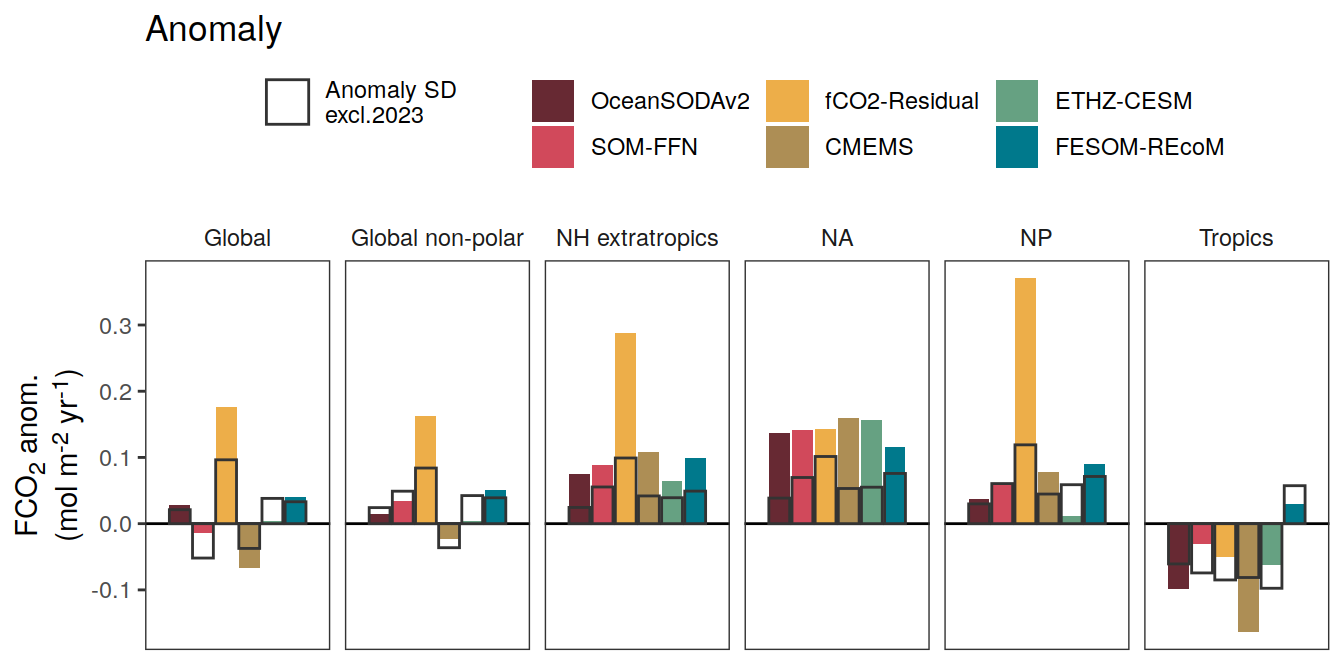 Anomaly
Anomaly SD
excl.2023
OceanSODAv2
fCO2-Residual
ETHZ-CESM
SOM-FFN
CMEMS
FESOM-REcoM
Global
Global non-polar
NH extratropics
NA
NP
Tropics
FCO₂ anom.
(mol m⁻² yr⁻¹)
0.3
0.2
0.1
0.0
-0.1